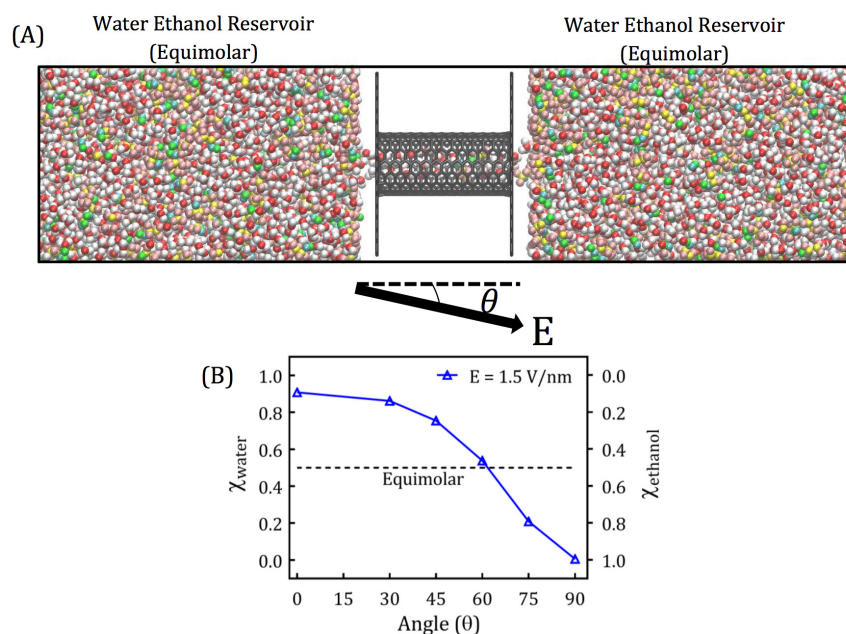 (A)
Water Ethanol Reservoir
(Equimolar)
Water Ethanol Reservoir
(Equimolar)
θ
E
(B)
E = 1.5 V/nm
Equimolar
χwater
1.0
0.8
0.6
0.4
0.2
0.0
χethanol
0.0
0.2
0.4
0.6
0.8
1.0
0 15 30 45 60 75 90
Angle (θ)